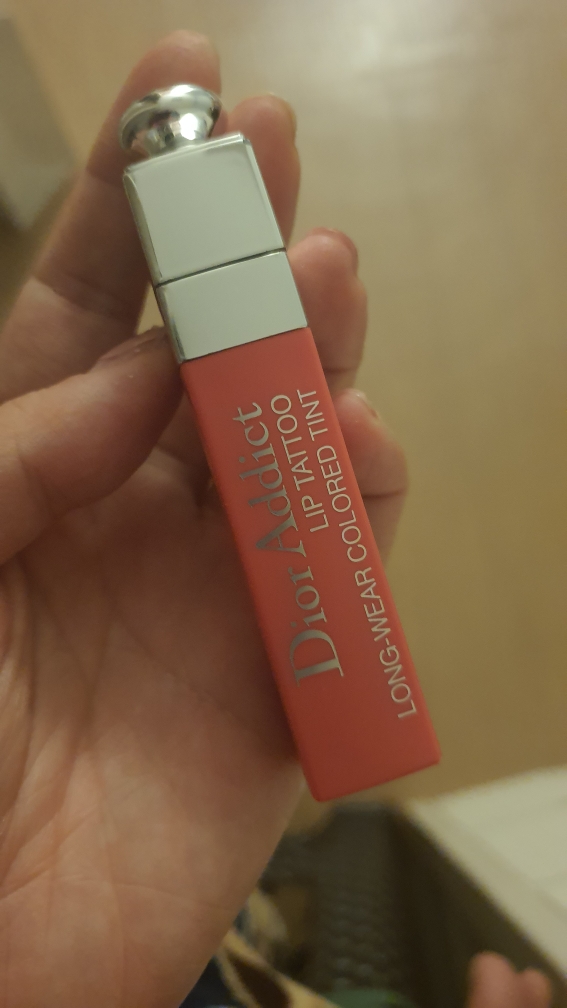 Dior Addict
LIP TATTOO
LONG-WEAR COLORED TINT